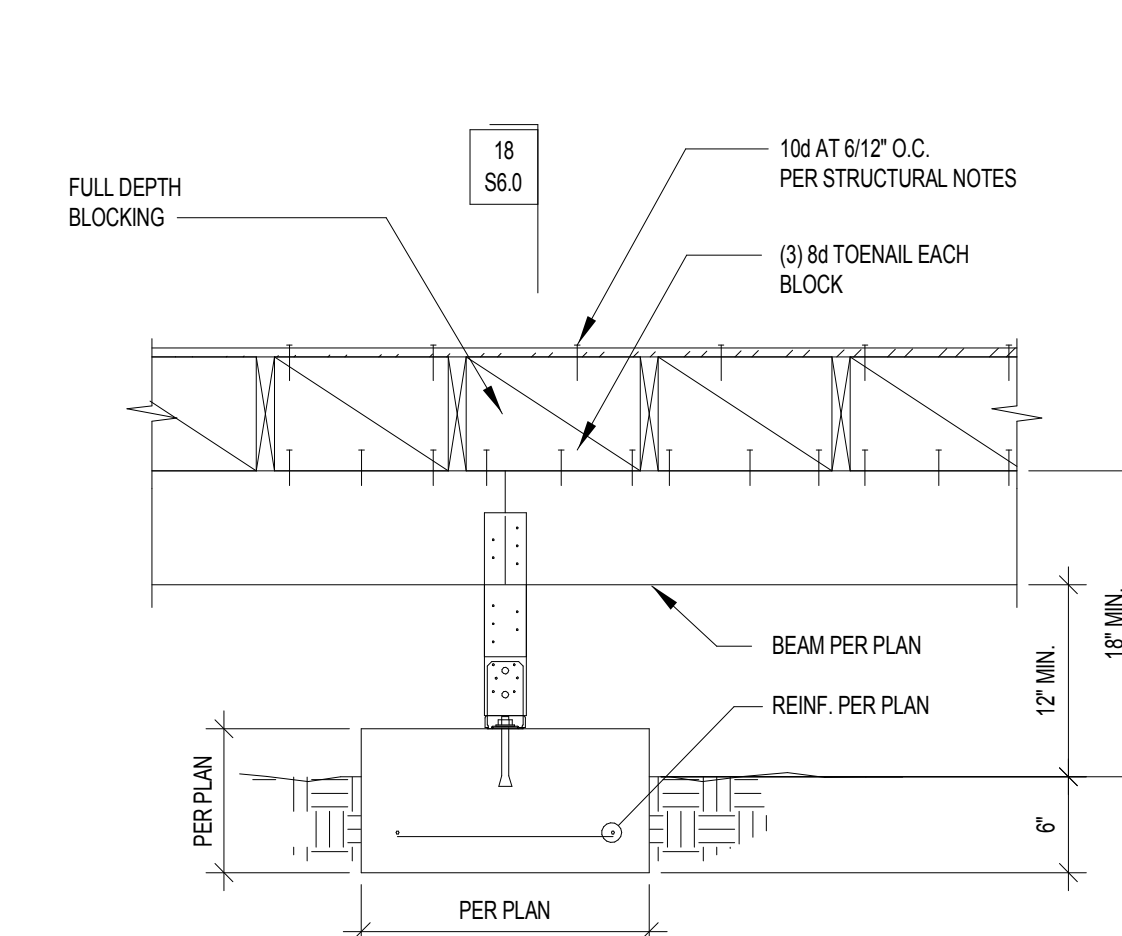 18
S6.0
10d AT 6/12" O.C.
PER STRUCTURAL NOTES
FULL DEPTH
BLOCKING
(3) 8d TOENAIL EACH
BLOCK
BEAM PER PLAN
REINF. PER PLAN
12" MIN.
18" MIN.
PER PLAN
6"
PER PLAN